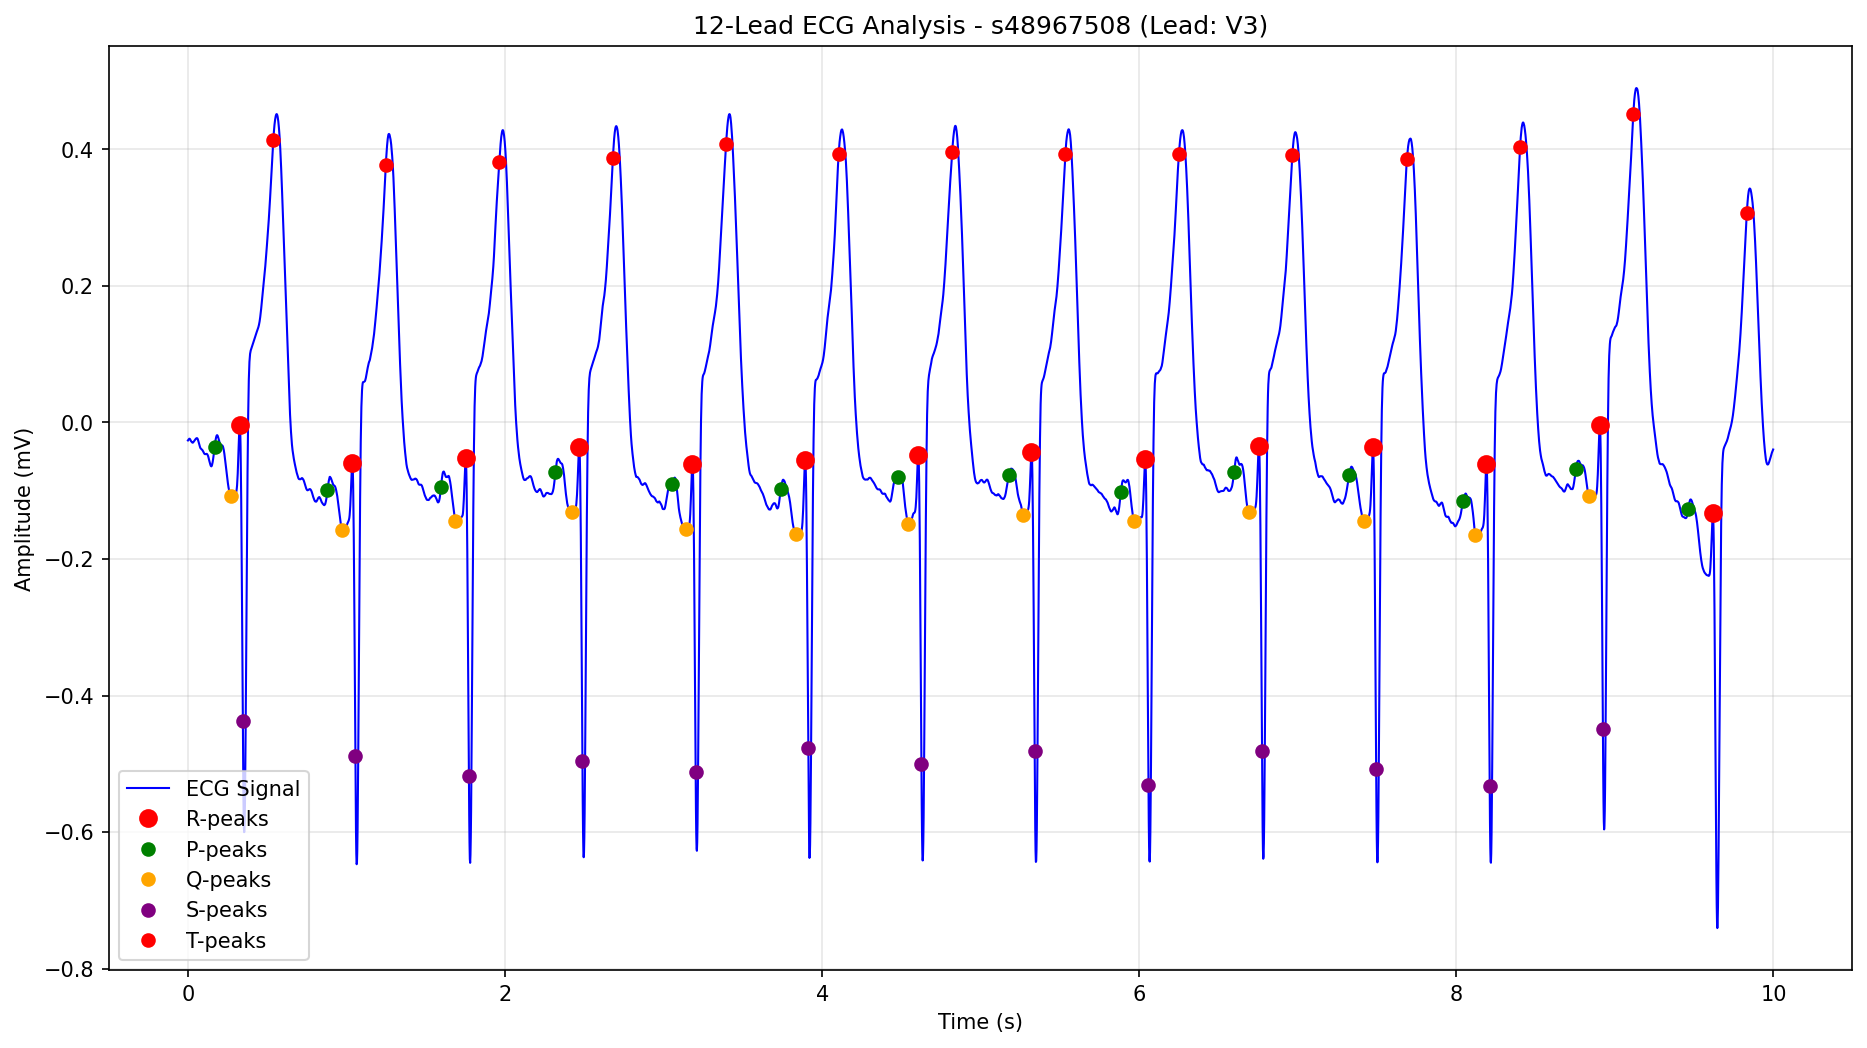 12-Lead ECG Analysis - s48967508 (Lead: V3)
Amplitude (mV)
0.4
0.2
0.0
−0.2
−0.4
−0.6
−0.8
ECG Signal
R-peaks
P-peaks
Q-peaks
S-peaks
T-peaks
0 2 4 6 8 10
Time (s)